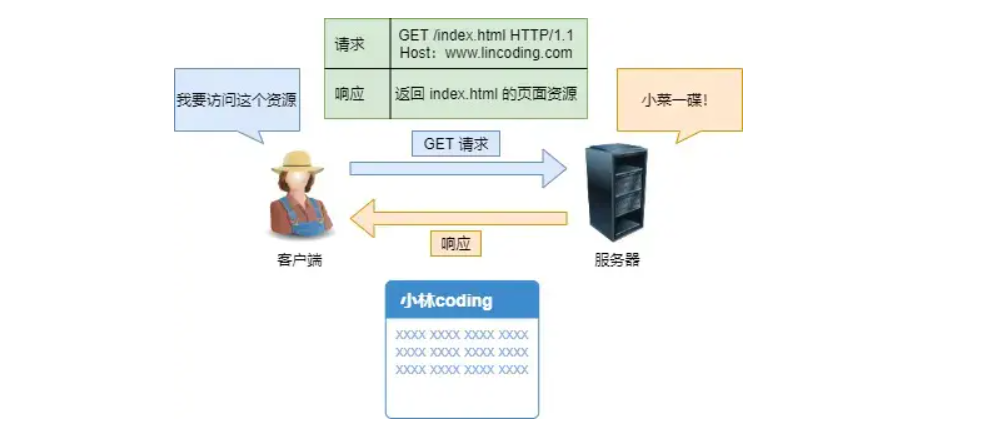 请求
GET /index.html HTTP/1.1
Host：www.lincoding.com
响应
返回 index.html 的页面资源
我要访问这个资源
小菜一碟！
GET 请求
响应
客户端
服务器
小林coding
XXXX XXXX XXXX XXXX
XXXX XXXX XXXX XXXX
XXXX XXXX XXXX XXXX